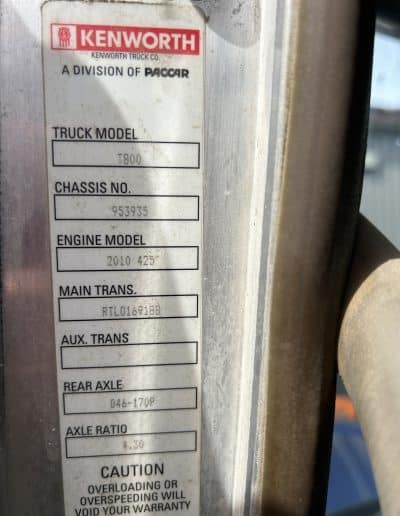 KENWORTH
KENWORTH TRUCK CO.
A DIVISION OF PACCAR
TRUCK MODEL
T800
CHASSIS NO.
953935
ENGINE MODEL
2010 425
MAIN TRANS.
AUX. TRANS
REAR AXLE
D46-170P
AXLE RATIO
4.30
CAUTION
OVERLOADING OR
OVERSPEEDING WILL
VOID YOUR WARRANTY